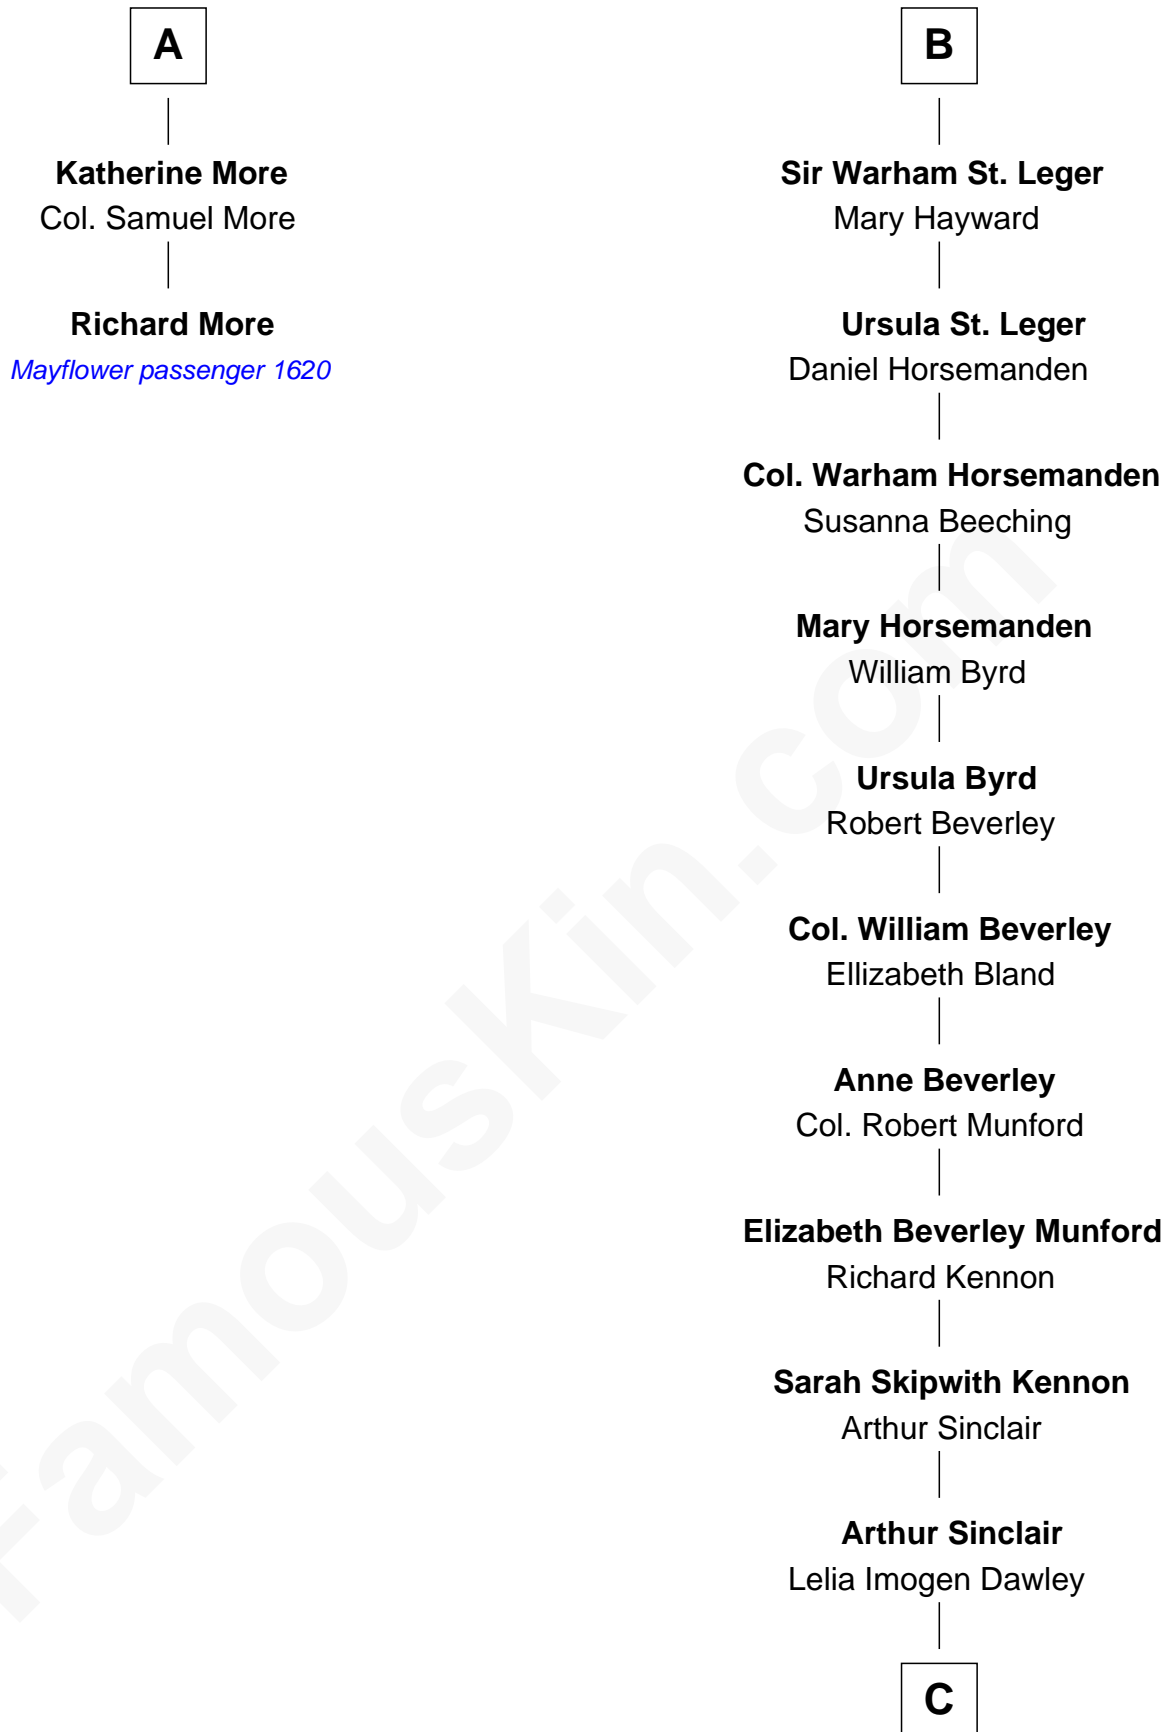 A
Katherine More
Col. Samuel More
Richard More
Mayflower passenger 1620
B
Sir Warham St. Leger
Mary Hayward
Ursula St. Leger
Daniel Horsemanden
Col. Warham Horsemanden
Susanna Beeching
Mary Horsemanden
William Byrd
Ursula Byrd
Robert Beverley
Col. William Beverley
Ellizabeth Bland
Anne Beverley
Col. Robert Munford
Elizabeth Beverley Munford
Richard Kennon
Sarah Skipwith Kennon
Arthur Sinclair
Arthur Sinclair
Lelia Imogen Dawley
C
FamousKin.com